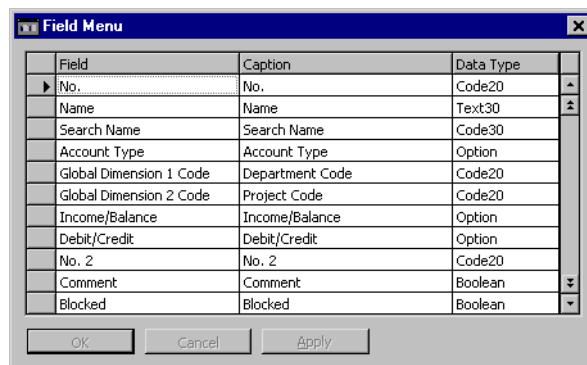 Field Menu
Field Caption Data Type
No. No. Code20
Name Name Text30
Search Name Search Name Code30
Account Type Account Type Option
Global Dimension 1 Code Department Code Code20
Global Dimension 2 Code Project Code Code20
Income/Balance Income/Balance Option
Debit/Credit Debit/Credit Option
No. 2 No. 2 Code20
Comment Comment Boolean
Blocked Blocked Boolean
OK Cancel Apply